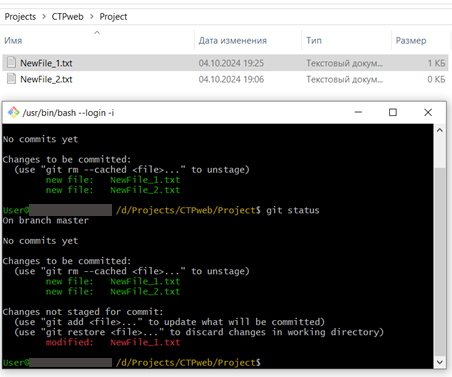 Projects > CTPweb > Project
Имя Дата изменения Тип Размер
NewFile_1.txt 04.10.2024 19:25 Текстовый докум... 1 КБ
NewFile_2.txt 04.10.2024 19:06 Текстовый докум... 0 КБ
/usr/bin/bash --login -i
No commits yet
Changes to be committed:
(use "git rm --cached <file>..." to unstage)
new file: NewFile_1.txt
new file: NewFile_2.txt
User@ /d/Projects/CTPweb/Project$ git status
On branch master
No commits yet
Changes to be committed:
(use "git rm --cached <file>..." to unstage)
new file: NewFile_1.txt
new file: NewFile_2.txt
Changes not staged for commit:
(use "git add <file>..." to update what will be committed)
(use "git restore <file>..." to discard changes in working directory)
modified: NewFile_1.txt
User@ /d/Projects/CTPweb/Project$